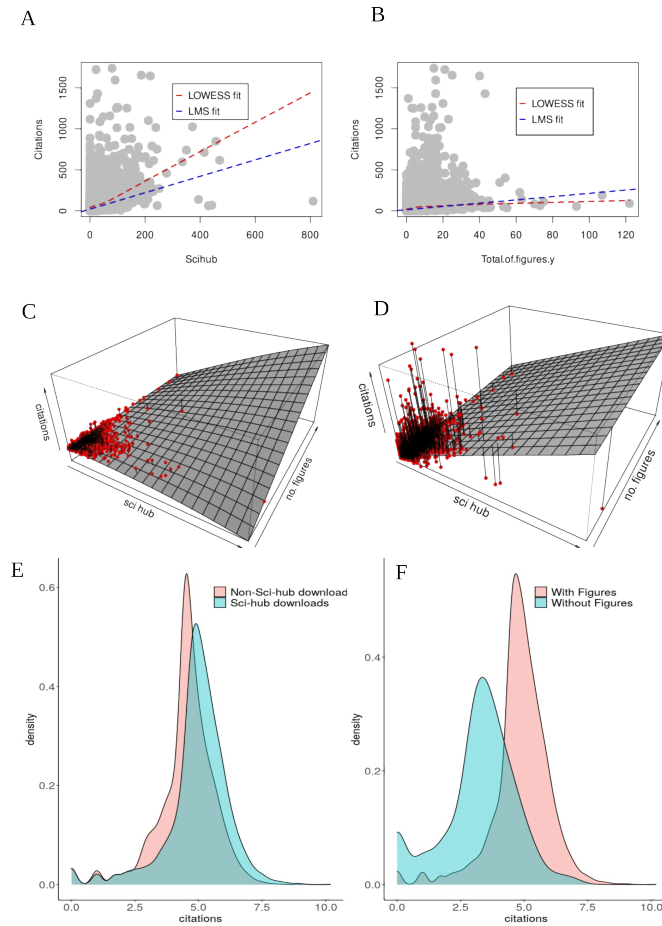 A
B
LOWESS fit
LMS fit
LOWESS fit
LMS fit
Citations
0
500
1000
1500
0
200
400
600
800
Scihub
Citations
0
500
1000
1500
0
20
40
60
80
100
120
Total.of.figures.y
C
D
citations
sci hub
no. figures
citations
sci hub
no. figures
E
F
Non-Sci-hub download
Sci-hub downloads
With Figures
Without Figures
density
0.6
0.4
0.2
0.0
0.0
2.5
5.0
7.5
10.0
citations
density
0.4
0.2
0.0
0.0
2.5
5.0
7.5
10.0
citations